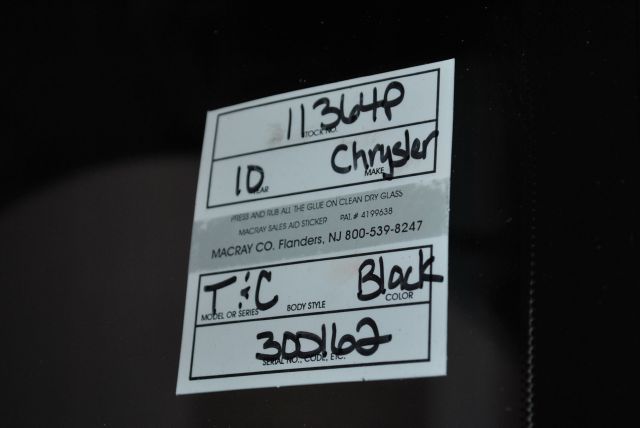 11364P
STOCK NO.
10 Chrysler
YEAR MAKE
PRESS AND RUB ALL THE GLUE ON CLEAN DRY GLASS
MACRAY SALES AID STICKER PAT. # 4199638
MACRAY CO. Flanders, NJ 800-539-8247
T&C Black
MODEL OR SERIES BODY STYLE COLOR
300162
SERIAL NO., CODE, ETC.